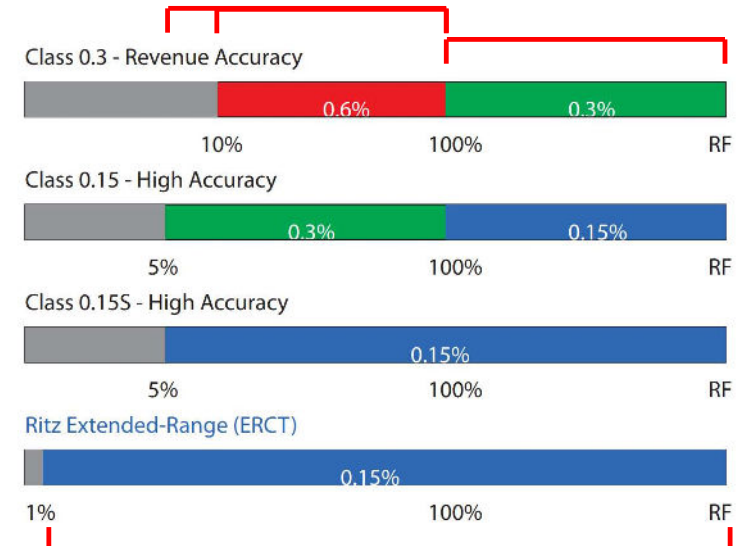 Class 0.3 - Revenue Accuracy
0.6% 0.3%
10% 100% RF
Class 0.15 - High Accuracy
0.3% 0.15%
5% 100% RF
Class 0.15S - High Accuracy
0.15%
5% 100% RF
Ritz Extended-Range (ERCT)
0.15%
1% 100% RF